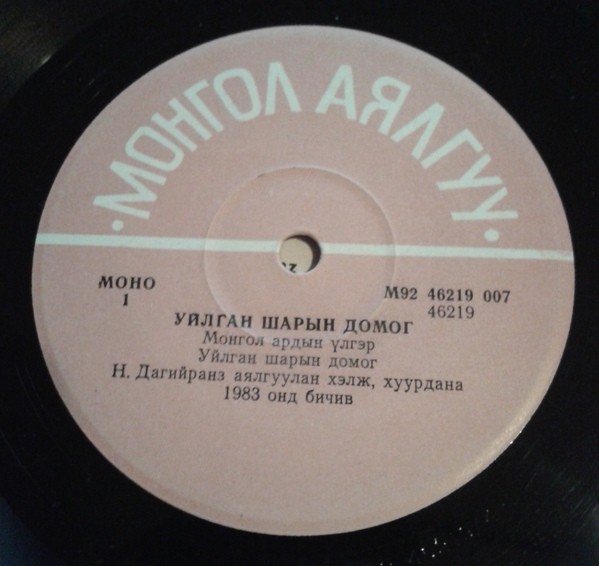 ·МОНГОЛ АЯЛГУУ·
МОНО
1
М92 46219 007
46219
УЙЛГАН ШАРЫН ДОМОГ
Монгол ардын үлгэр
Уйлган шарын домог
Н. Дагийранз аялгуулан хэлж, хуурдана
1983 онд бичив